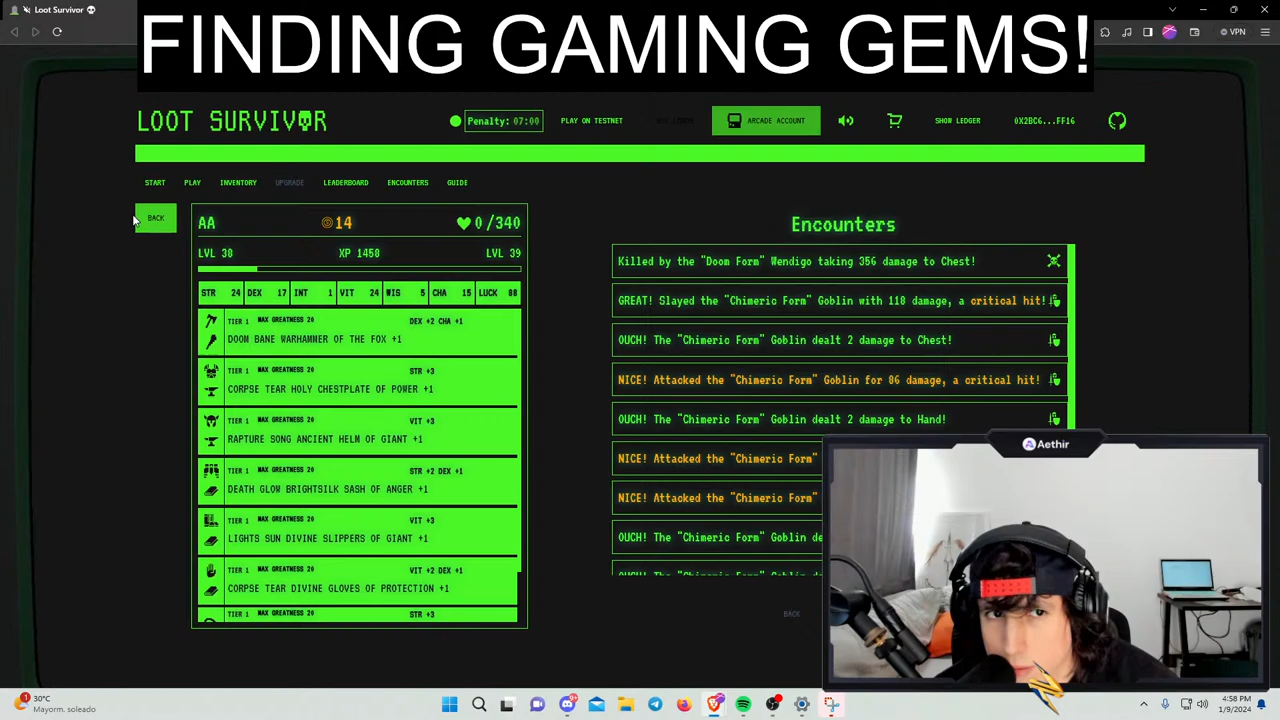 Loot Survivor
FINDING GAMING GEMS!
VPN
LOOT SURVIVOR
Penalty: 07:00
PLAY ON TESTNET
ARCADE ACCOUNT
SHOW LEDGER
0X2BC6...FF16
START
PLAY
INVENTORY
UPGRADE
LEADERBOARD
ENCOUNTERS
GUIDE
BACK
AA
14
0/340
LVL 38
XP 1458
LVL 39
STR 24
DEX 17
INT 1
VIT 24
WIS 5
CHA 15
LUCK 88
TIER 1 MAX GREATNESS 20 DEX +2 CHA +1
DOOM BANE WARHAMMER OF THE FOX +1
TIER 1 MAX GREATNESS 20 STR +3
CORPSE TEAR HOLY CHESTPLATE OF POWER +1
TIER 1 MAX GREATNESS 20 VIT +3
RAPTURE SONG ANCIENT HELM OF GIANT +1
TIER 1 MAX GREATNESS 20 STR +2 DEX +1
DEATH GLOW BRIGHTSILK SASH OF ANGER +1
TIER 1 MAX GREATNESS 20 VIT +3
LIGHTS SUN DIVINE SLIPPERS OF GIANT +1
TIER 1 MAX GREATNESS 20 VIT +2 DEX +1
CORPSE TEAR DIVINE GLOVES OF PROTECTION +1
TIER 1 MAX GREATNESS 20 STR +3
Encounters
Killed by the "Doom Form" Wendigo taking 356 damage to Chest!
GREAT! Slayed the "Chimeric Form" Goblin with 118 damage, a critical hit!
OUCH! The "Chimeric Form" Goblin dealt 2 damage to Chest!
NICE! Attacked the "Chimeric Form" Goblin for 86 damage, a critical hit!
OUCH! The "Chimeric Form" Goblin dealt 2 damage to Hand!
NICE! Attacked the "Chimeric Form"
NICE! Attacked the "Chimeric Form"
OUCH! The "Chimeric Form" Goblin de
OUCH! The "Chimeric Form" Goblin de
BACK
Aethir
30°C
Mayorm. soleado
4:58 PM
1/9/2024